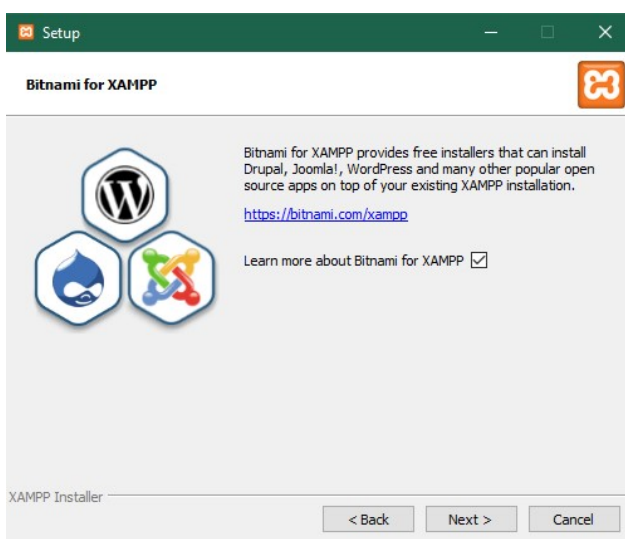 Setup
Bitnami for XAMPP
Bitnami for XAMPP provides free installers that can install
Drupal, Joomla!, WordPress and many other popular open
source apps on top of your existing XAMPP installation.
https://bitnami.com/xampp
Learn more about Bitnami for XAMPP
XAMPP Installer
< Back
Next >
Cancel